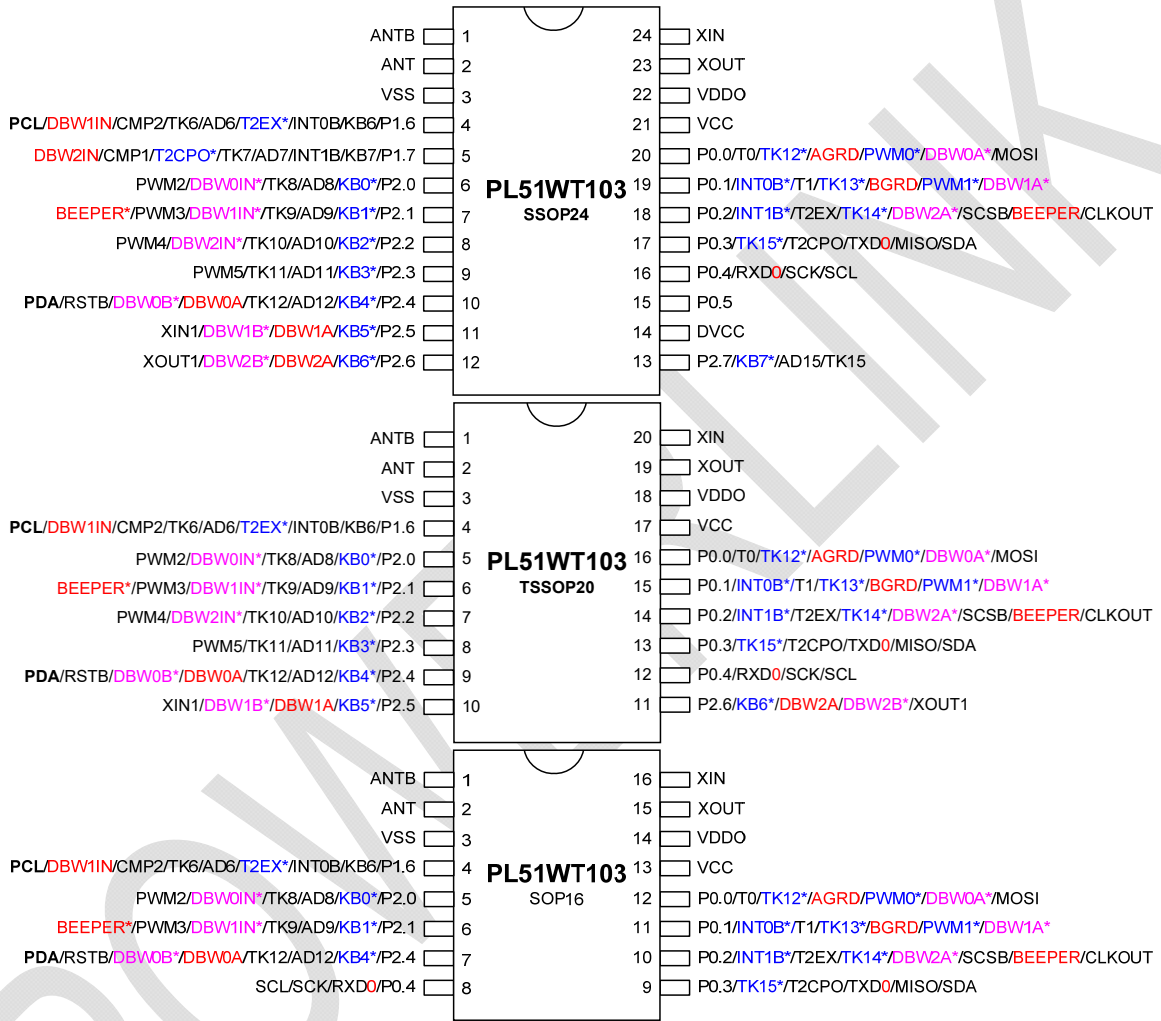 ANTB 1 24 XIN
ANT 2 23 XOUT
VSS 3 22 VDDO
PCL/DBW1IN/CMP2/TK6/AD6/T2EX*/INT0B/KB6/P1.6 4 21 VCC
DBW2IN/CMP1/T2CPO*/TK7/AD7/INT1B/KB7/P1.7 5 20 P0.0/T0/TK12*/AGRD/PWM0*/DBW0A*/MOSI
PWM2/DBW0IN*/TK8/AD8/KB0*/P2.0 6 PL51WT103 19 P0.1/INT0B*/T1/TK13*/BGRD/PWM1*/DBW1A*
BEEPER*/PWM3/DBW1IN*/TK9/AD9/KB1*/P2.1 7 SSOP24 18 P0.2/INT1B*/T2EX/TK14*/DBW2A*/SCSB/BEEPER/CLKOUT
PWM4/DBW2IN*/TK10/AD10/KB2*/P2.2 8 17 P0.3/TK15*/T2CPO/TXD0/MISO/SDA
PWM5/TK11/AD11/KB3*/P2.3 9 16 P0.4/RXD0/SCK/SCL
PDA/RSTB/DBW0B*/DBW0A/TK12/AD12/KB4*/P2.4 10 15 P0.5
XIN1/DBW1B*/DBW1A/KB5*/P2.5 11 14 DVCC
XOUT1/DBW2B*/DBW2A/KB6*/P2.6 12 13 P2.7/KB7*/AD15/TK15
ANTB 1 20 XIN
ANT 2 19 XOUT
VSS 3 18 VDDO
PCL/DBW1IN/CMP2/TK6/AD6/T2EX*/INT0B/KB6/P1.6 4 17 VCC
PWM2/DBW0IN*/TK8/AD8/KB0*/P2.0 5 PL51WT103 16 P0.0/T0/TK12*/AGRD/PWM0*/DBW0A*/MOSI
BEEPER*/PWM3/DBW1IN*/TK9/AD9/KB1*/P2.1 6 TSSOP20 15 P0.1/INT0B*/T1/TK13*/BGRD/PWM1*/DBW1A*
PWM4/DBW2IN*/TK10/AD10/KB2*/P2.2 7 14 P0.2/INT1B*/T2EX/TK14*/DBW2A*/SCSB/BEEPER/CLKOUT
PWM5/TK11/AD11/KB3*/P2.3 8 13 P0.3/TK15*/T2CPO/TXD0/MISO/SDA
PDA/RSTB/DBW0B*/DBW0A/TK12/AD12/KB4*/P2.4 9 12 P0.4/RXD0/SCK/SCL
XIN1/DBW1B*/DBW1A/KB5*/P2.5 10 11 P2.6/KB6*/DBW2A/DBW2B*/XOUT1
ANTB 1 16 XIN
ANT 2 15 XOUT
VSS 3 14 VDDO
PCL/DBW1IN/CMP2/TK6/AD6/T2EX*/INT0B/KB6/P1.6 4 PL51WT103 13 VCC
PWM2/DBW0IN*/TK8/AD8/KB0*/P2.0 5 SOP16 12 P0.0/T0/TK12*/AGRD/PWM0*/DBW0A*/MOSI
BEEPER*/PWM3/DBW1IN*/TK9/AD9/KB1*/P2.1 6 11 P0.1/INT0B*/T1/TK13*/BGRD/PWM1*/DBW1A*
PDA/RSTB/DBW0B*/DBW0A/TK12/AD12/KB4*/P2.4 7 10 P0.2/INT1B*/T2EX/TK14*/DBW2A*/SCSB/BEEPER/CLKOUT
SCL/SCK/RXD0/P0.4 8 9 P0.3/TK15*/T2CPO/TXD0/MISO/SDA